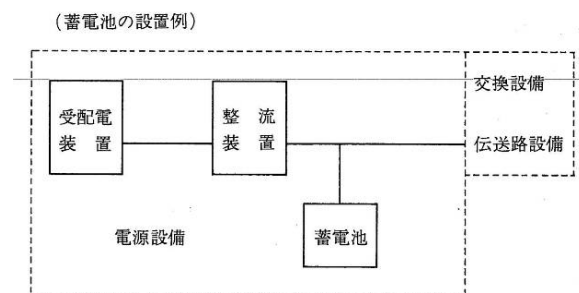 （蓄電池の設置例）
受配電
装置
整流
装置
交換設備
伝送路設備
電源設備
蓄電池